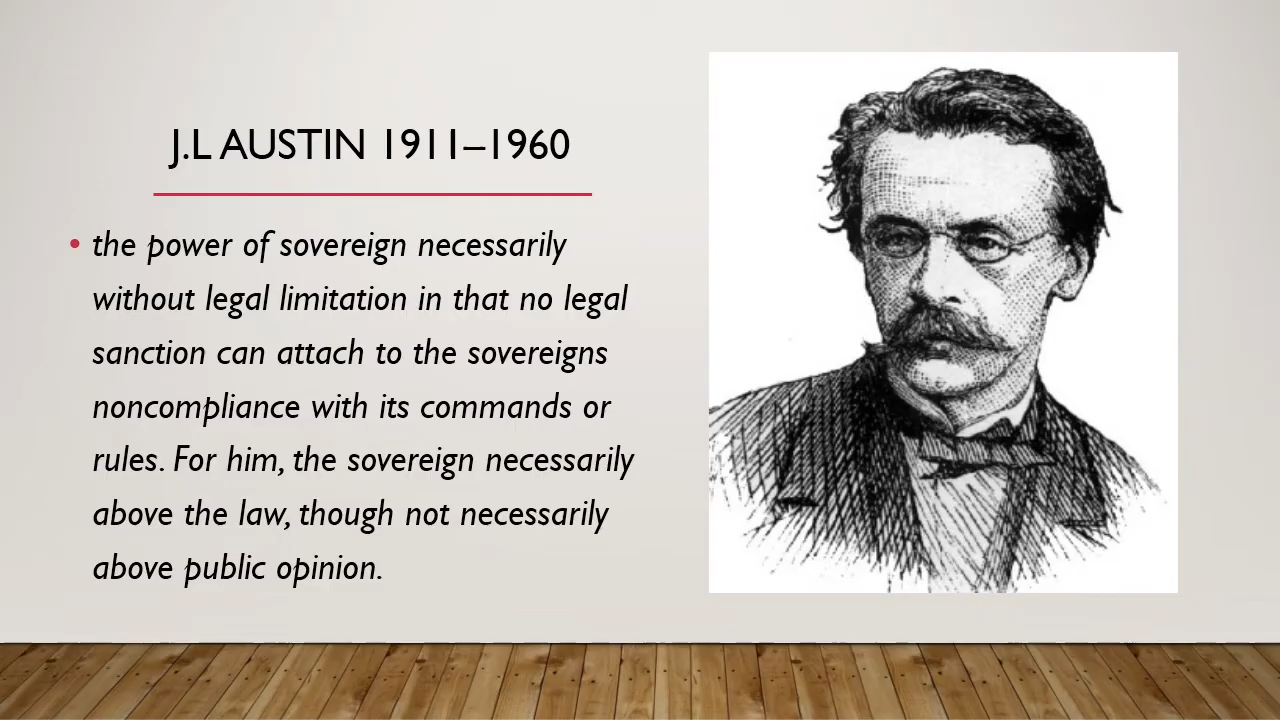 J.L AUSTIN 1911–1960
• the power of sovereign necessarily
without legal limitation in that no legal
sanction can attach to the sovereigns
noncompliance with its commands or
rules. For him, the sovereign necessarily
above the law, though not necessarily
above public opinion.